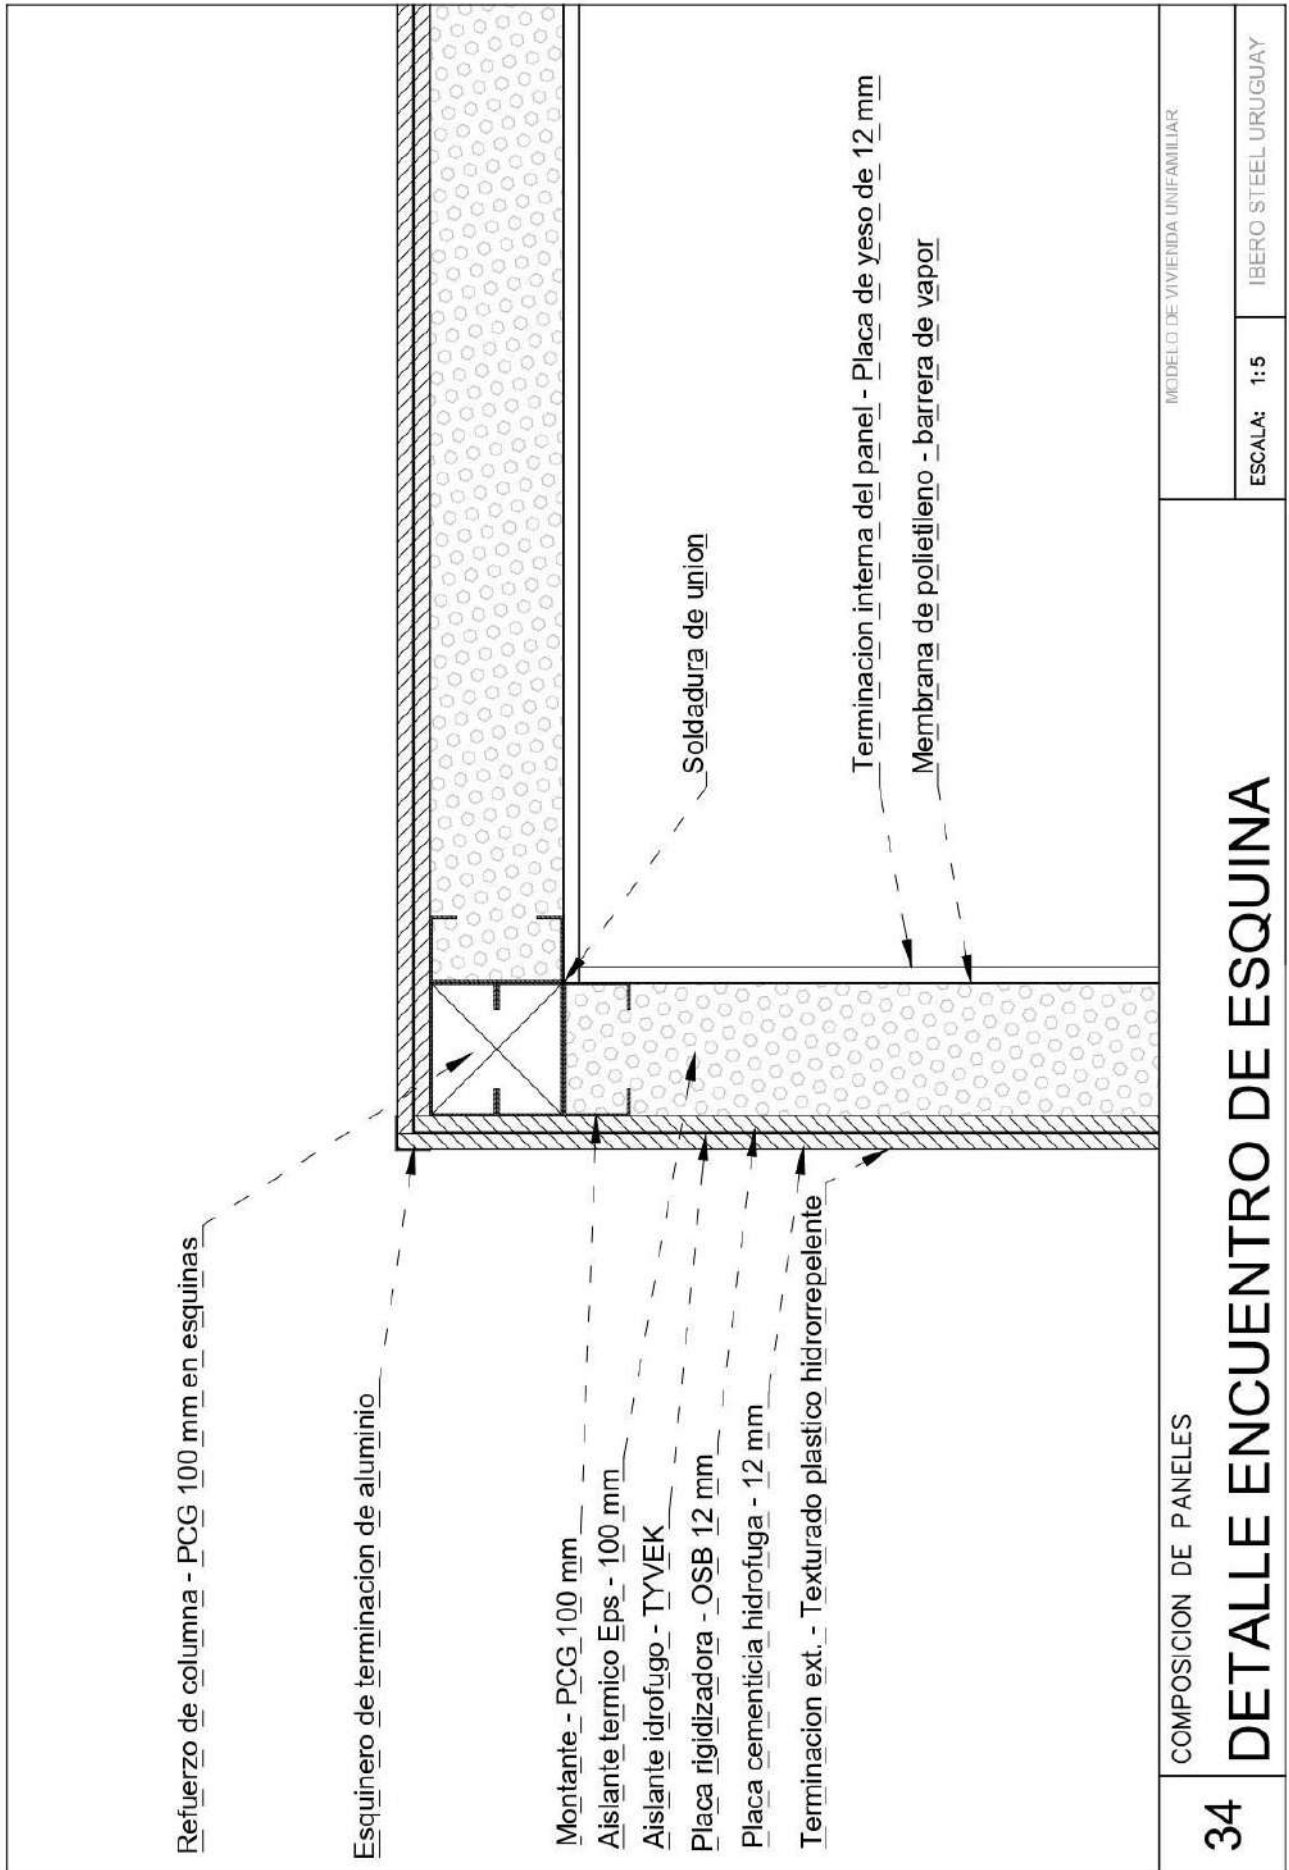 Refuerzo de columna - PCG 100 mm en esquinas
Esquinero de terminacion de aluminio
Montante - PCG 100 mm
Aislante termico Eps - 100 mm
Aislante idrofugo - TYVEK
Placa rigidizadora - OSB 12 mm
Placa cementicia hidrofuga - 12 mm
Terminacion ext. - Texturado plastico hidrorrepelente
Soldadura de union
Terminacion interna del panel - Placa de yeso de 12 mm
Membrana de polietileno - barrera de vapor
34
COMPOSICION DE PANELES
DETALLE ENCUENTRO DE ESQUINA
MODELO DE VIVIENDA UNIFAMILIAR
ESCALA: 1:5
IBERO STEEL URUGUAY